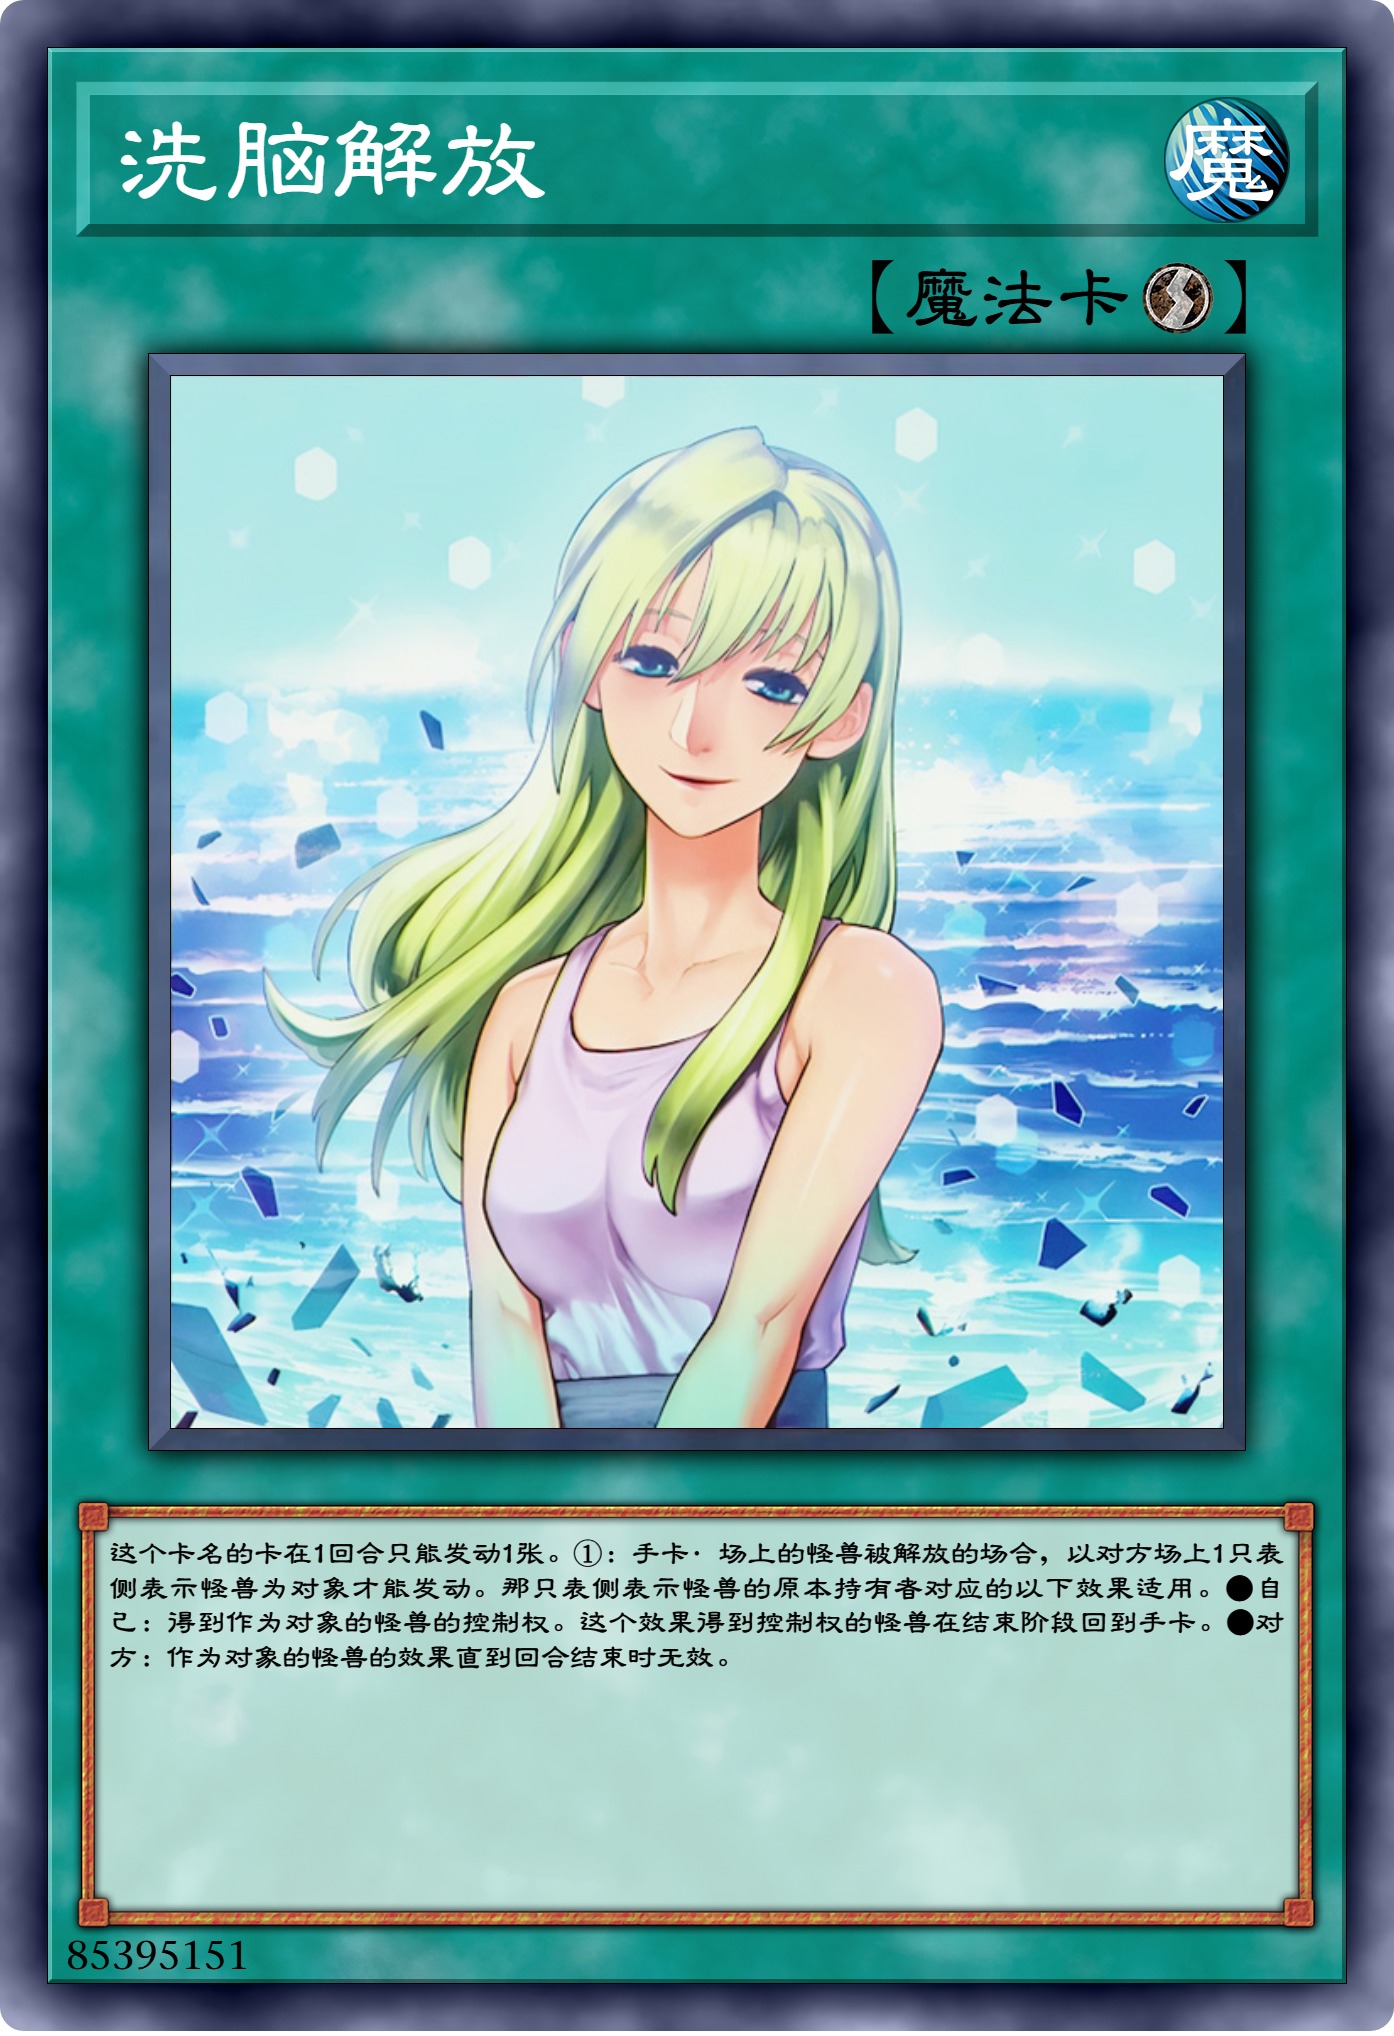 洗脑解放
魔
【魔法卡】
这个卡名的卡在1回合只能发动1张。①：手卡·场上的怪兽被解放的场合，以对方场上1只表
侧表示怪兽为对象才能发动。那只表侧表示怪兽的原本持有者对应的以下效果适用。●自
己：得到作为对象的怪兽的控制权。这个效果得到控制权的怪兽在结束阶段回到手卡。●对
方：作为对象的怪兽的效果直到回合结束时无效。
85395151